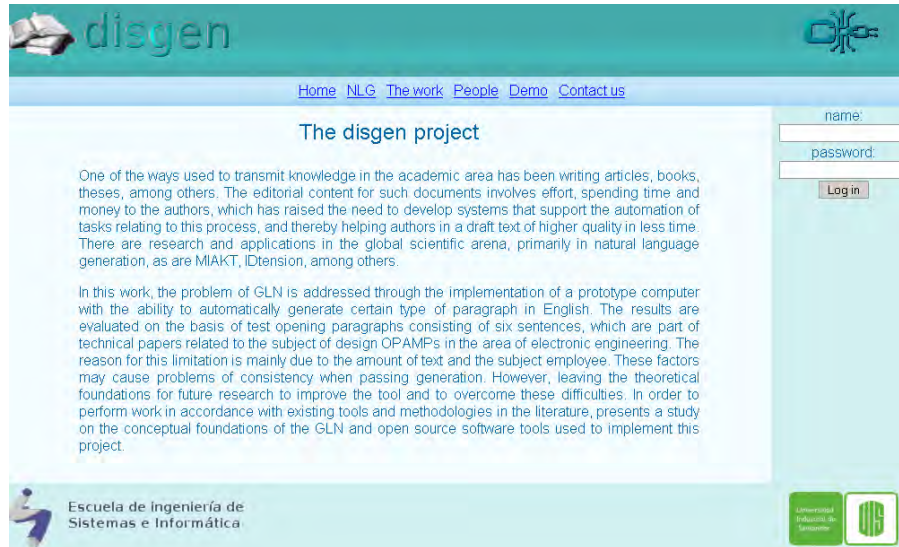 disgen
Home NLG The work People Demo Contact us
The disgen project
name:
password:
Log in
One of the ways used to transmit knowledge in the academic area has been writing articles, books,
theses, among others. The editorial content for such documents involves effort, spending time and
money to the authors, which has raised the need to develop systems that support the automation of
tasks relating to this process, and thereby helping authors in a draft text of higher quality in less time.
There are research and applications in the global scientific arena, primarily in natural language
generation, as are MIAKT, IDtension, among others.
In this work, the problem of GLN is addressed through the implementation of a prototype computer
with the ability to automatically generate certain type of paragraph in English. The results are
evaluated on the basis of test opening paragraphs consisting of six sentences, which are part of
technical papers related to the subject of design OPAMPs in the area of electronic engineering. The
reason for this limitation is mainly due to the amount of text and the subject employee. These factors
may cause problems of consistency when passing generation. However, leaving the theoretical
foundations for future research to improve the tool and to overcome these difficulties. In order to
perform work in accordance with existing tools and methodologies in the literature, presents a study
on the conceptual foundations of the GLN and open source software tools used to implement this
project.
Escuela de ingeniería de
Sistemas e Informática
Universidad
Industrial de
Santander
UIS